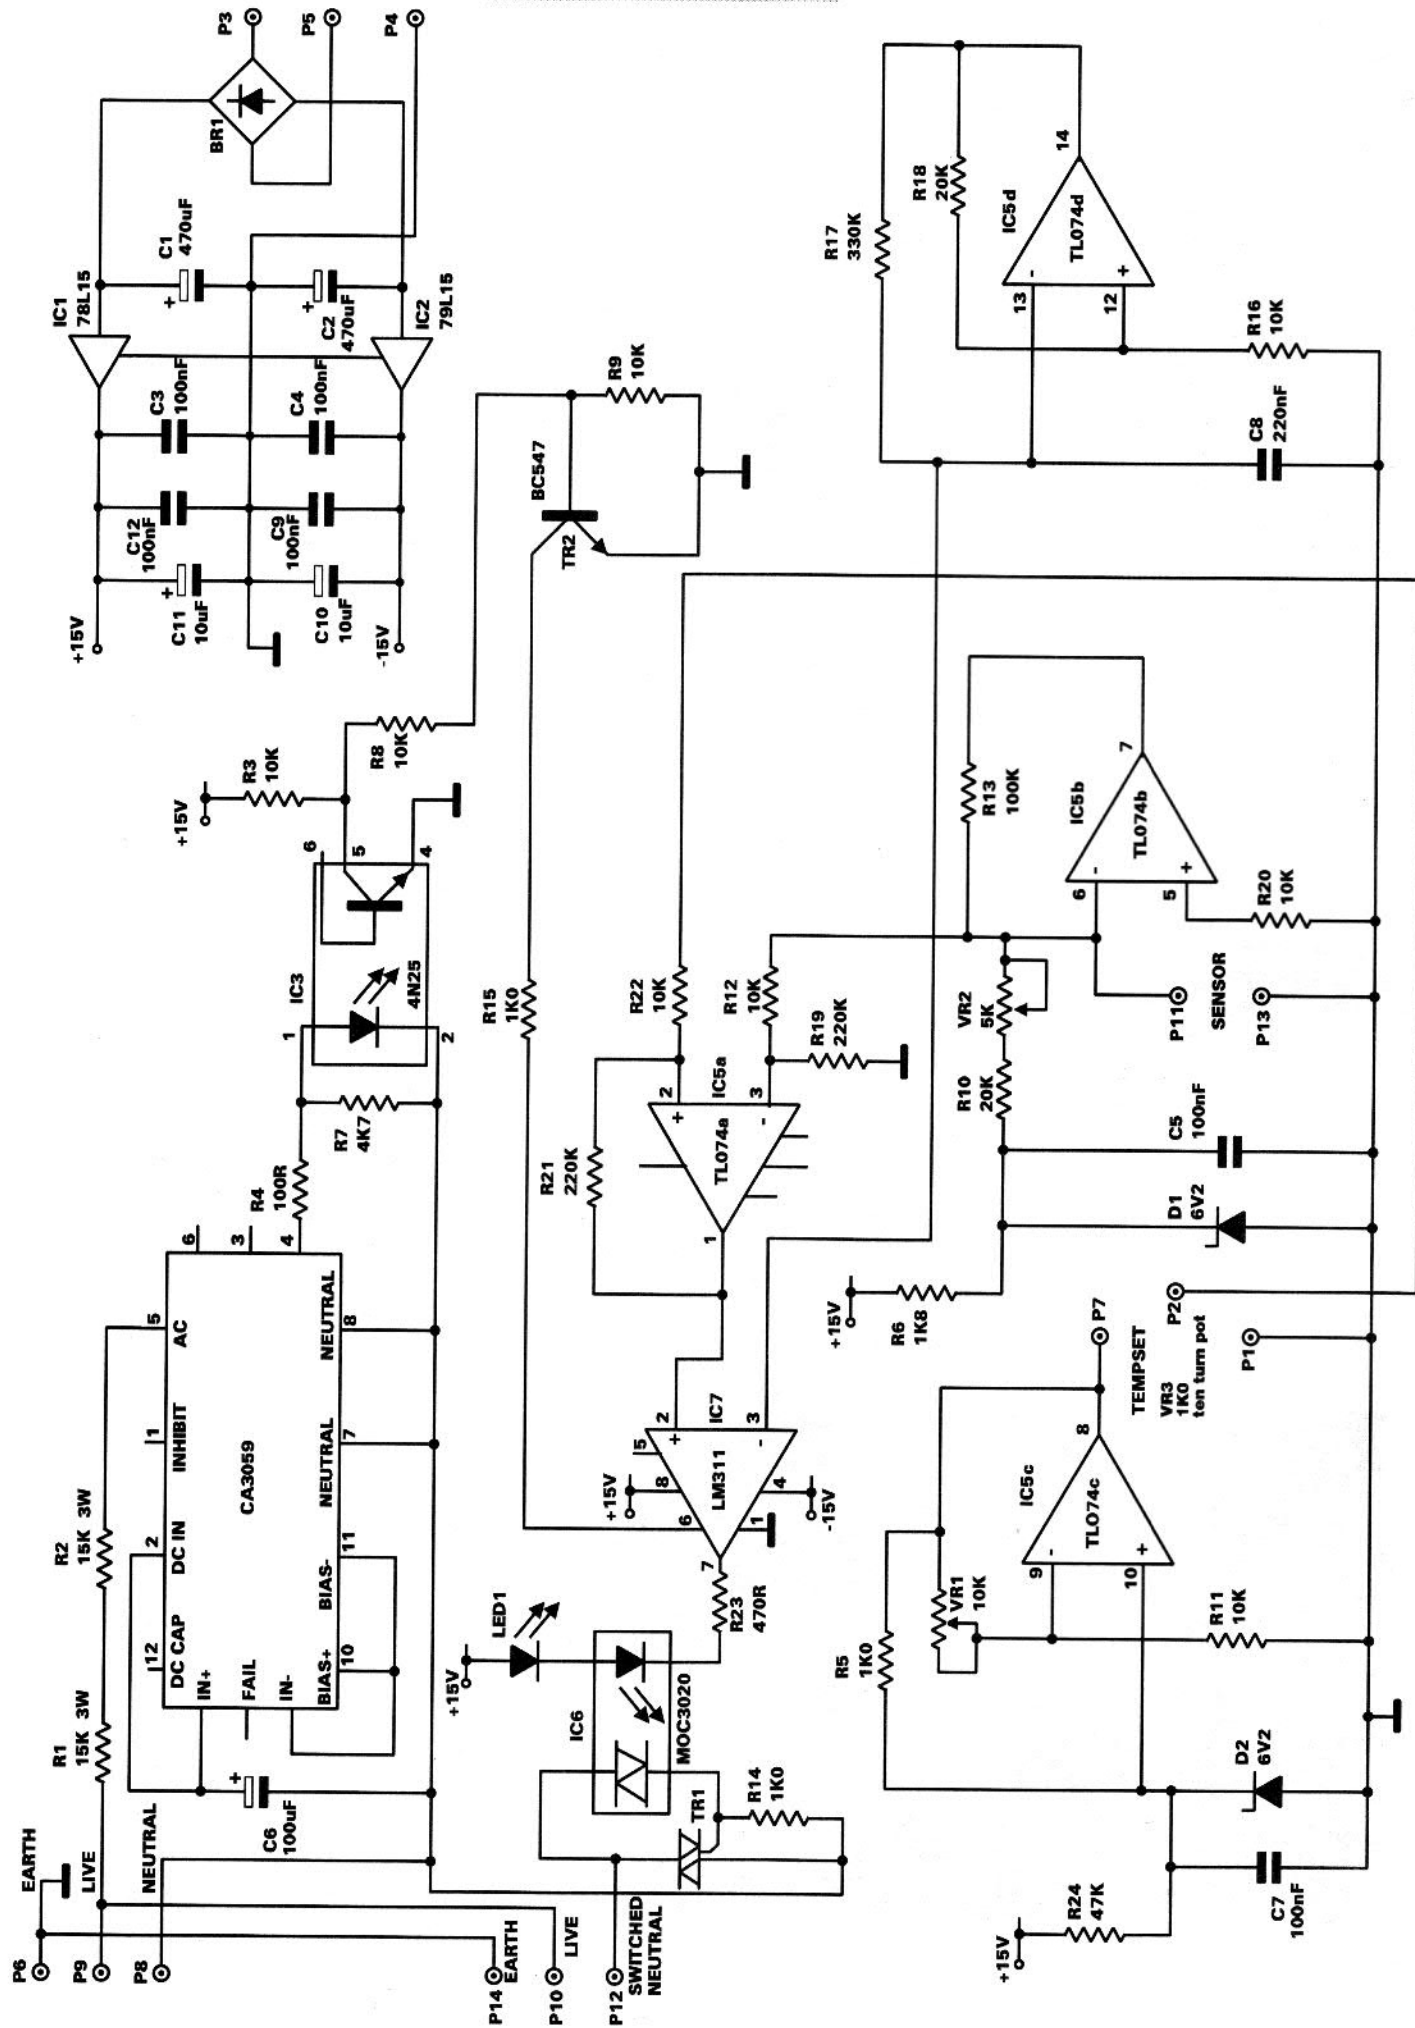 P6
EARTH
P9
LIVE
P8
NEUTRAL
R1
15K 3W
R2
15K 3W
C6
100uF
+
12
DC CAP
2
DC IN
1
INHIBIT
5
AC
IN+
FAIL
IN-
BIAS+
10
BIAS-
11
CA3059
NEUTRAL
7
NEUTRAL
8
6
3
4
R4
100R
R7
4K7
IC3
4N25
1
2
6
5
4
+15V
R3
10K
R8
10K
+15V
C11
10uF
+
C12
100nF
C3
100nF
IC1
78L15
C1
470uF
+
C10
10uF
-15V
C9
100nF
C4
100nF
C2
470uF
+
IC2
79L15
BR1
P3
P5
P4
P14
EARTH
P10
LIVE
P12
SWITCHED
NEUTRAL
+15V
LED1
IC6
MOC3020
TR1
R14
1K0
R23
470R
7
6
+15V
8
5
2
+
IC7
LM311
3
-
4
-15V
1
R15
1K0
R21
220K
R22
10K
R12
10K
R19
220K
IC5a
TL074a
2
+
3
-
1
TR2
BC547
R9
10K
+15V
R24
47K
C7
100nF
D2
6V2
R5
1K0
VR1
10K
R11
10K
9
-
10
+
IC5c
TL074c
8
P7
TEMPSET
VR3
1K0
ten turn pot
P2
P1
+15V
R6
1K8
D1
6V2
C5
100nF
R10
20K
VR2
5K
P11
SENSOR
P13
R13
100K
6
-
5
+
IC5b
TL074b
7
R20
10K
R17
330K
R18
20K
IC5d
TL074d
13
-
12
+
14
C8
220nF
R16
10K